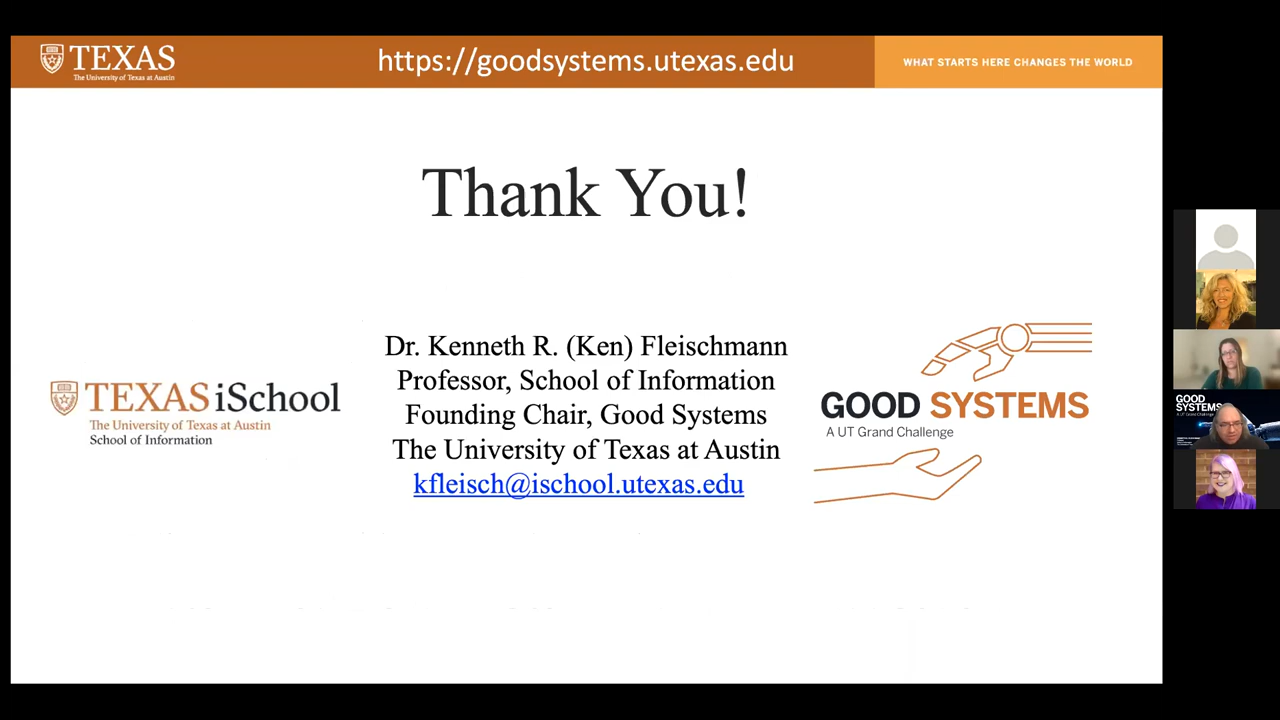 TEXAS
The University of Texas at Austin
https://goodsystems.utexas.edu
WHAT STARTS HERE CHANGES THE WORLD
Thank You!
TEXAS iSchool
The University of Texas at Austin
School of Information
Dr. Kenneth R. (Ken) Fleischmann
Professor, School of Information
Founding Chair, Good Systems
The University of Texas at Austin
kfleisch@ischool.utexas.edu
GOOD SYSTEMS
A UT Grand Challenge
GOOD
SYSTEMS
A UT Grand Challenge